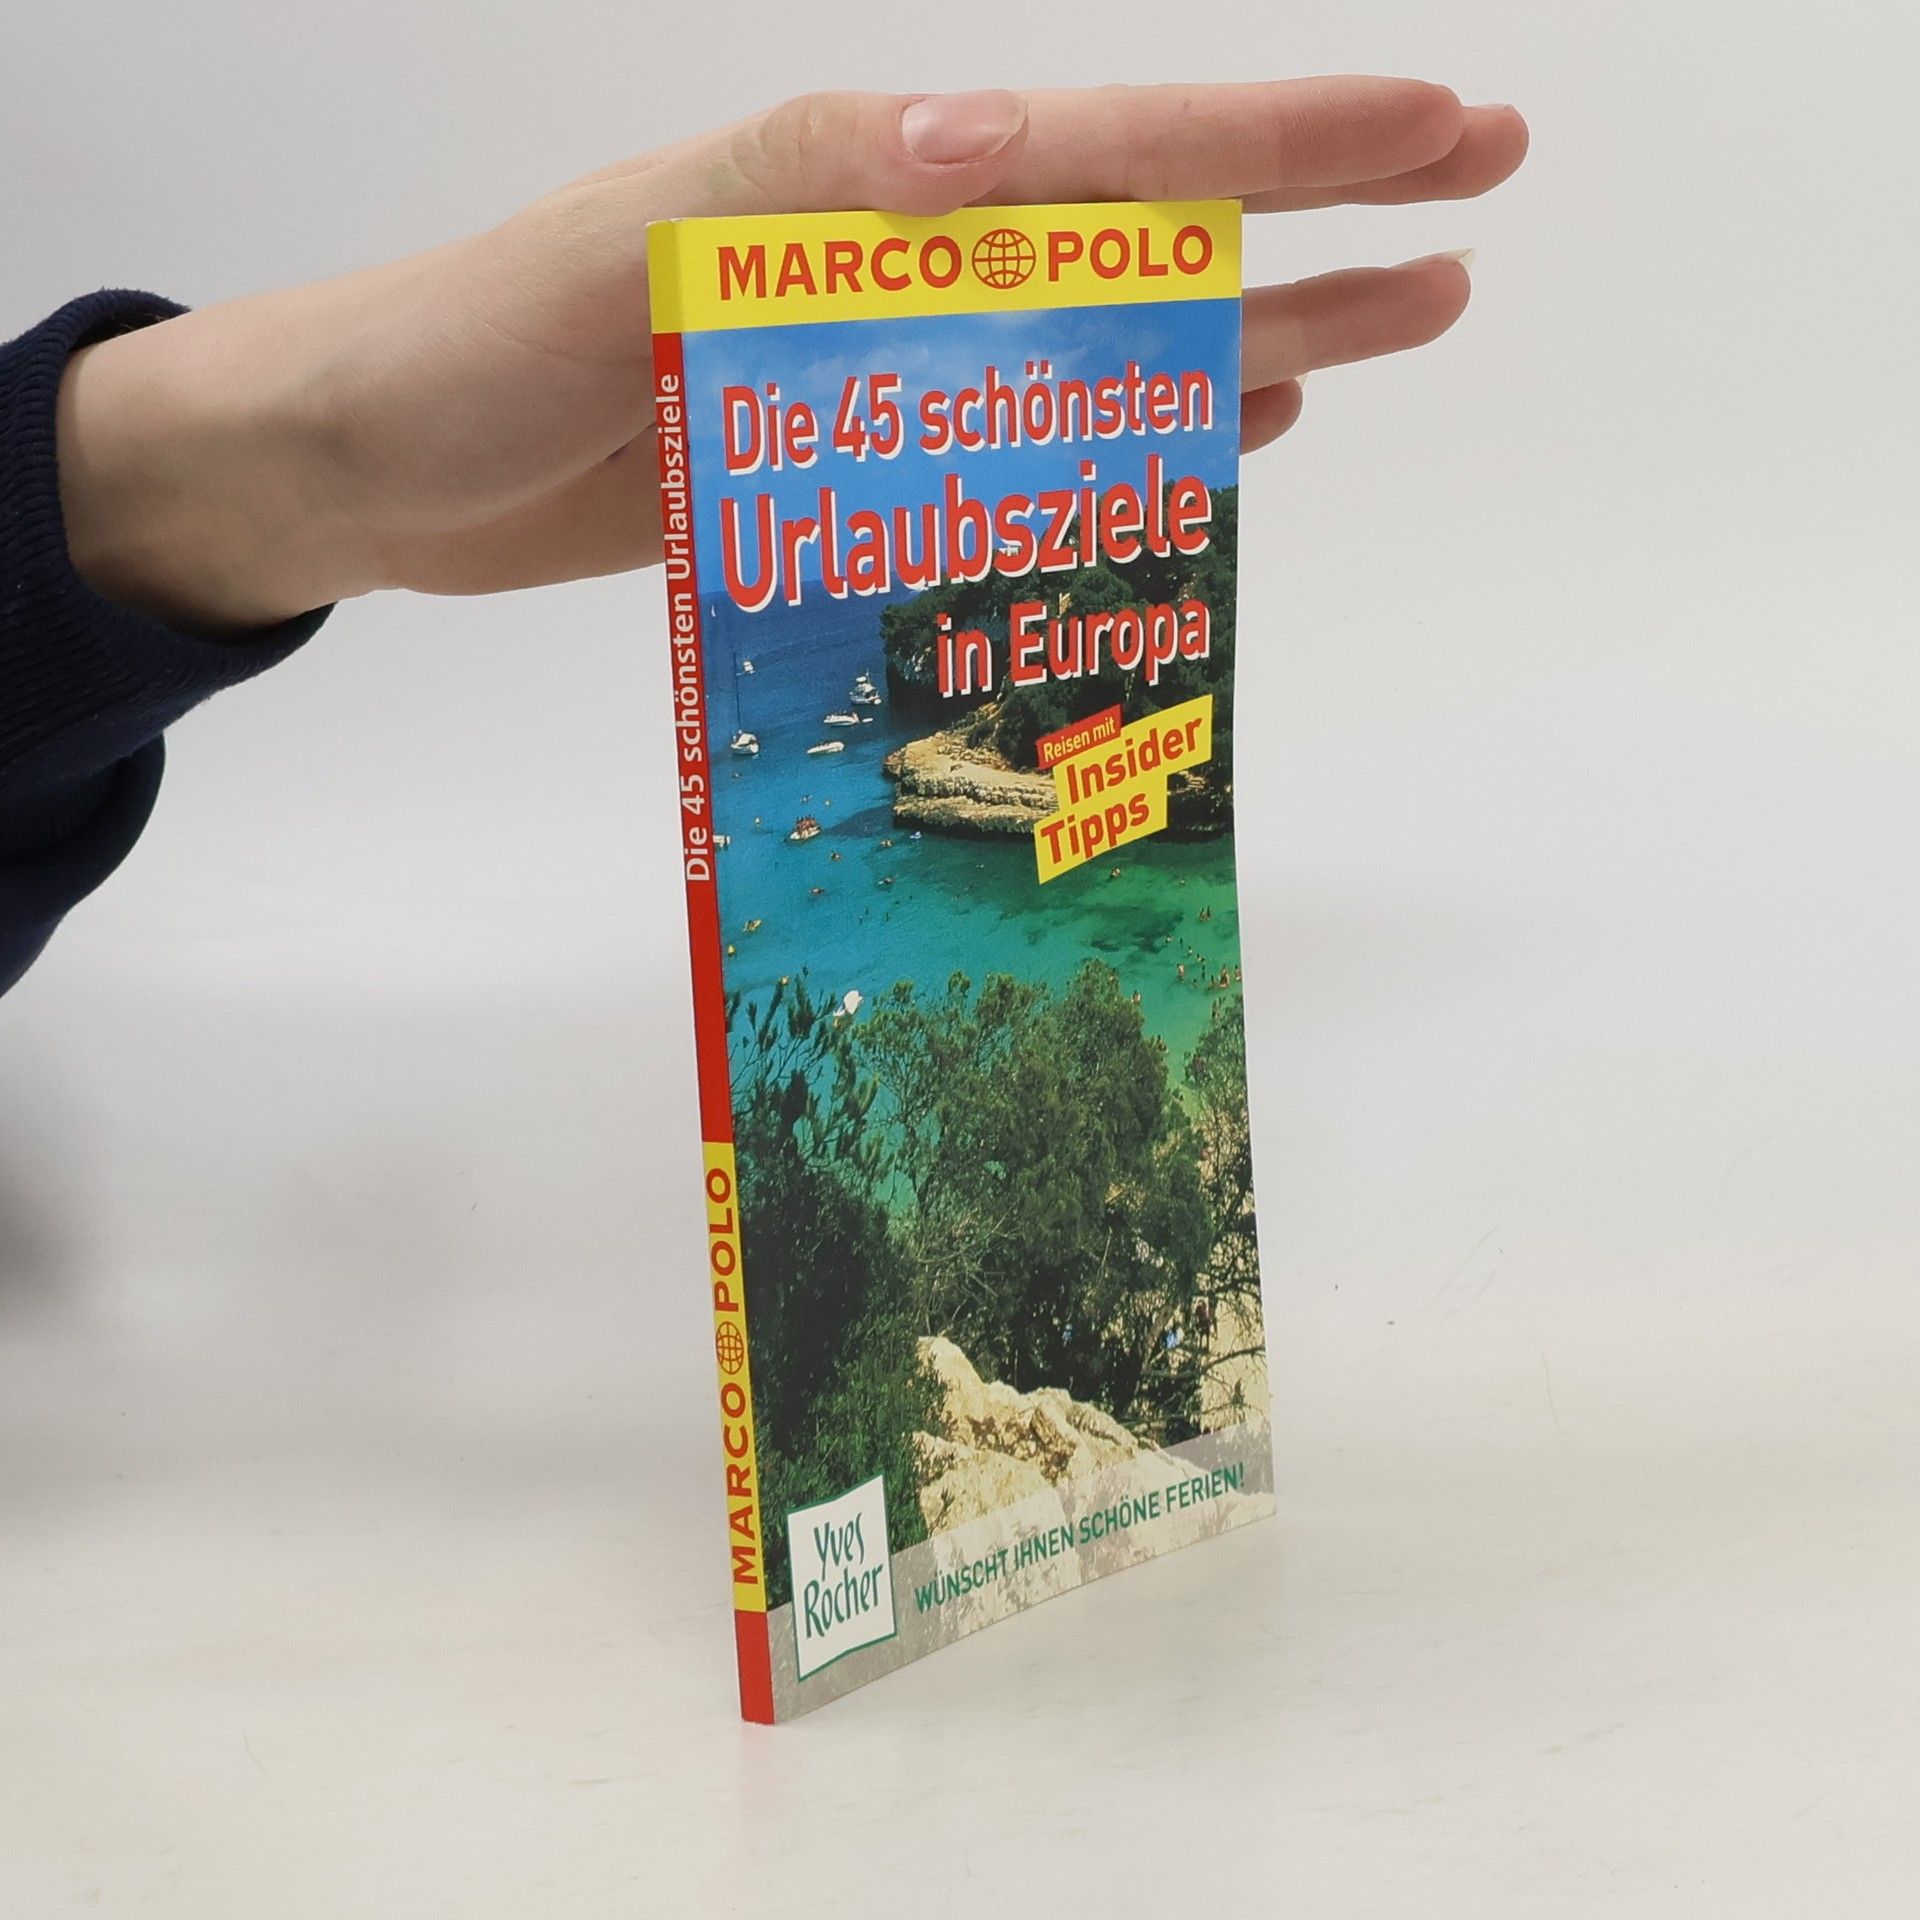 MARCO POLO
Die 45 schönsten
Urlaubsziele
in Europa
Reisen mit
Insider
Tipps
Yves
Rocher
WÜNSCHT IHNEN SCHÖNE FERIEN!
Die 45 schönsten Urlaubsziele
MARCO POLO